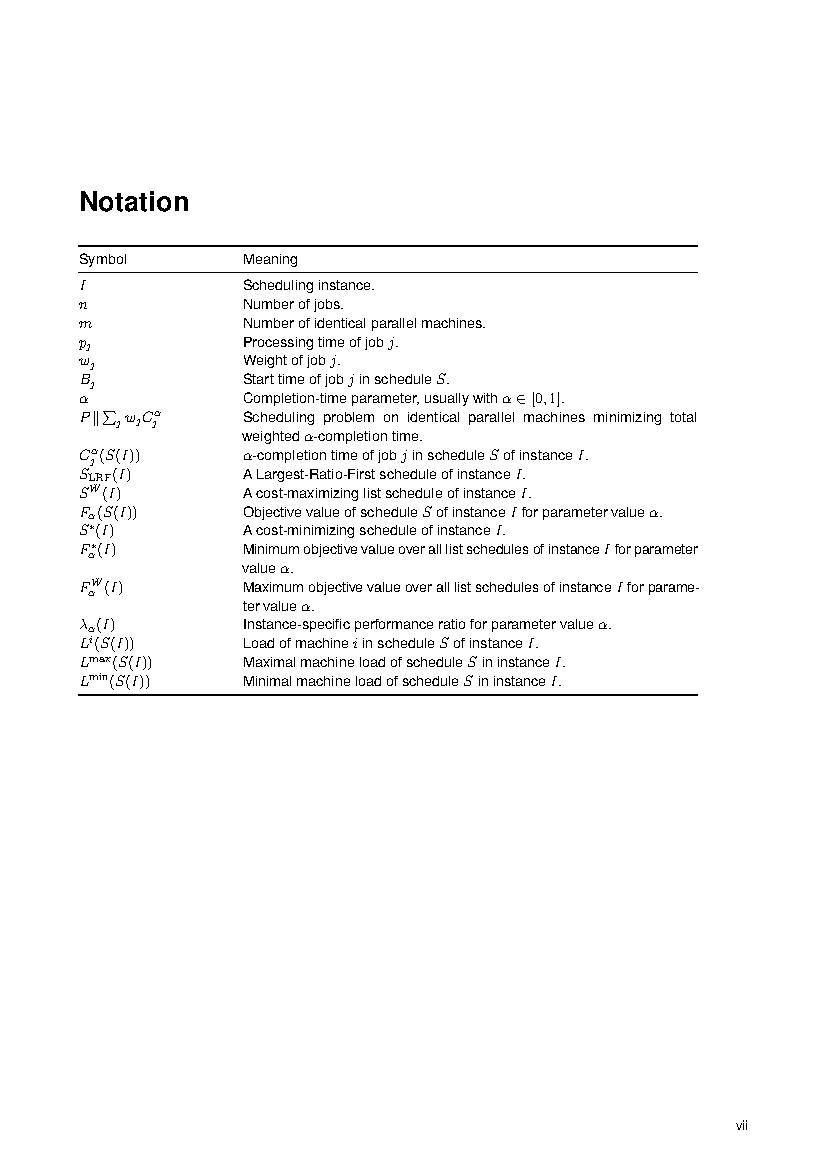 Notation
Symbol Meaning
I Scheduling instance.
n Number of jobs.
m Number of identical parallel machines.
p_j Processing time of job j.
w_j Weight of job j.
B_j Start time of job j in schedule S.
α Completion-time parameter, usually with α ∈ [0, 1].
P ∥ ∑_j w_j C_j^α Scheduling problem on identical parallel machines minimizing total
weighted α-completion time.
C_j^α(S(I)) α-completion time of job j in schedule S of instance I.
S_LRF(I) A Largest-Ratio-First schedule of instance I.
S^W(I) A cost-maximizing list schedule of instance I.
F_α(S(I)) Objective value of schedule S of instance I for parameter value α.
S*(I) A cost-minimizing schedule of instance I.
F_α^*(I) Minimum objective value over all list schedules of instance I for parameter
value α.
F_α^W(I) Maximum objective value over all list schedules of instance I for parame-
ter value α.
λ_α(I) Instance-specific performance ratio for parameter value α.
L^i(S(I)) Load of machine i in schedule S of instance I.
L^max(S(I)) Maximal machine load of schedule S in instance I.
L^min(S(I)) Minimal machine load of schedule S in instance I.
vii